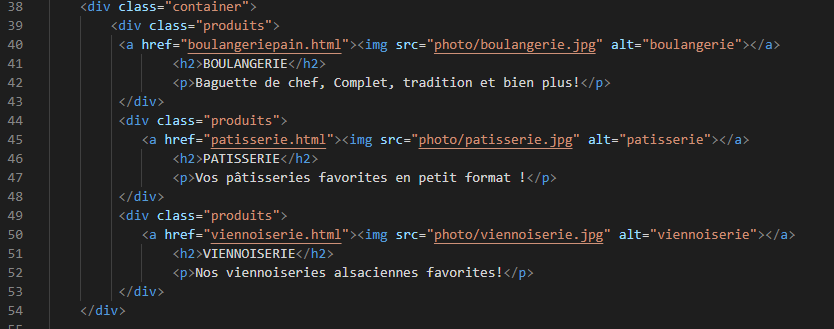 38 <div class="container">
39 <div class="produits">
40 <a href="boulangeriepain.html"><img src="photo/boulangerie.jpg" alt="boulangerie"></a>
41 <h2>BOULANGERIE</h2>
42 <p>Baguette de chef, Complet, tradition et bien plus!</p>
43 </div>
44 <div class="produits">
45 <a href="patisserie.html"><img src="photo/patisserie.jpg" alt="patisserie"></a>
46 <h2>PATISSERIE</h2>
47 <p>Vos pâtisseries favorites en petit format !</p>
48 </div>
49 <div class="produits">
50 <a href="viennoiserie.html"><img src="photo/viennoiserie.jpg" alt="viennoiserie"></a>
51 <h2>VIENNOISERIE</h2>
52 <p>Nos viennoiseries alsaciennes favorites!</p>
53 </div>
54 </div>